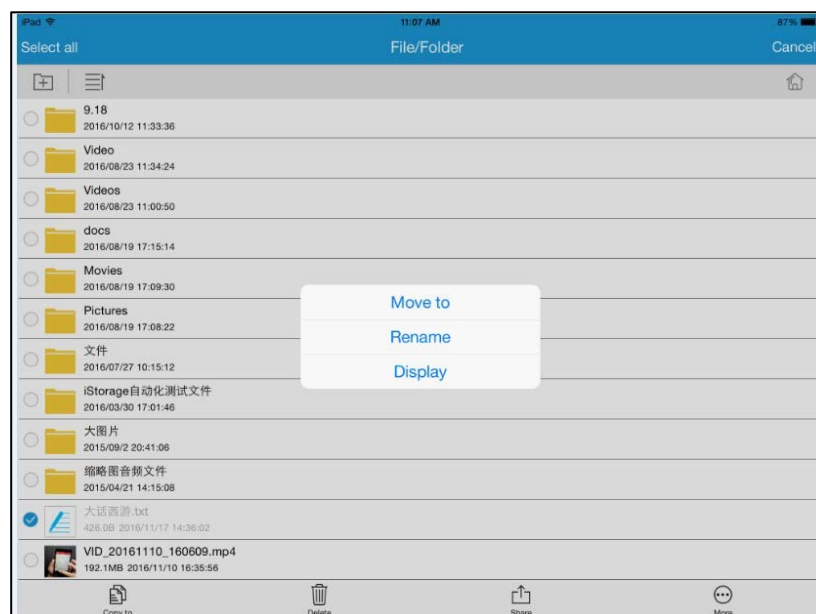 iPad 11:07 AM 87%
Select all File/Folder Cancel
9.18
2016/10/12 11:33:36
Video
2016/08/23 11:34:24
Videos
2016/08/23 11:00:50
docs
2016/08/19 17:15:14
Movies
2016/08/19 17:09:30
Pictures
2016/08/19 17:08:22
文件
2016/07/27 10:15:12
iStorage自动化测试文件
2016/03/30 17:01:46
大图片
2015/09/2 20:41:06
缩略图音频文件
2015/04/21 14:15:08
大话西游.txt
426.0B 2016/11/17 14:36:02
VID_20161110_160609.mp4
192.1MB 2016/11/10 16:35:56
Move to
Rename
Display
Copy to Delete Share More